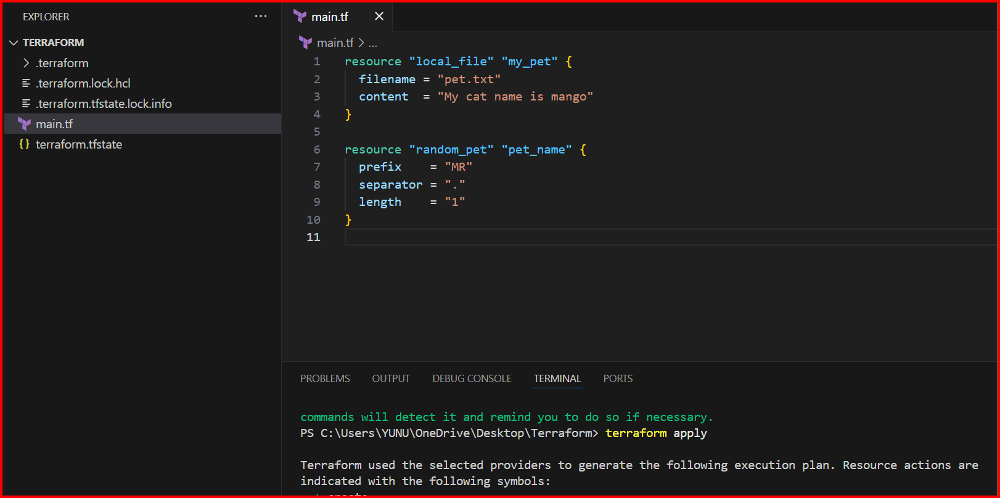 EXPLORER
···
TERRAFORM
.terraform
.terraform.lock.hcl
.terraform.tfstate.lock.info
main.tf
{} terraform.tfstate
main.tf
main.tf > ...
1 resource "local_file" "my_pet" {
2 filename = "pet.txt"
3 content = "My cat name is mango"
4 }
5
6 resource "random_pet" "pet_name" {
7 prefix = "MR"
8 separator = "."
9 length = "1"
10 }
11
PROBLEMS OUTPUT DEBUG CONSOLE TERMINAL PORTS
commands will detect it and remind you to do so if necessary.
PS C:\Users\YUNU\OneDrive\Desktop\Terraform> terraform apply
Terraform used the selected providers to generate the following execution plan. Resource actions are
indicated with the following symbols: